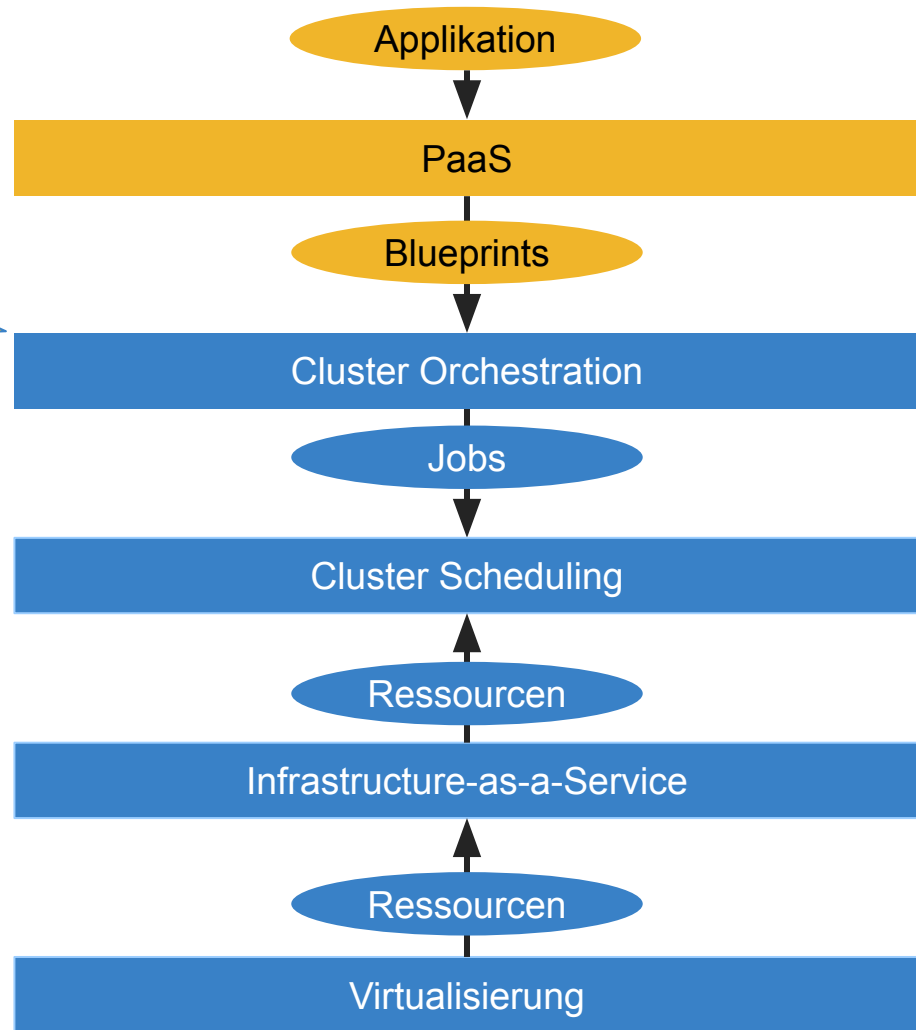 Applikation
PaaS
Blueprints
Cluster Orchestration
Jobs
Cluster Scheduling
Ressourcen
Infrastructure-as-a-Service
Ressourcen
Virtualisierung